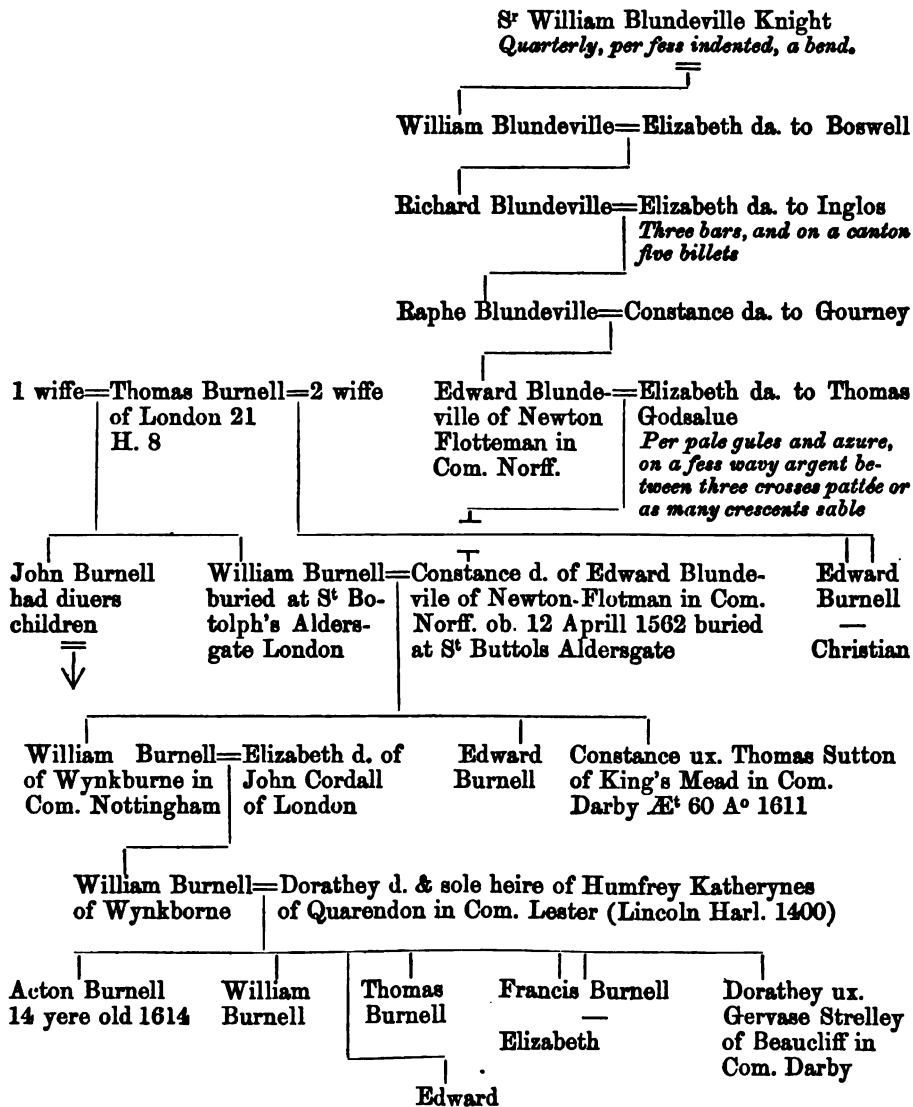 Sʳ William Blundeville Knight
Quarterly, per fess indented, a bend.
William Blundeville=Elizabeth da. to Boswell
Richard Blundeville=Elizabeth da. to Inglos
Three bars, and on a canton
five billets
Raphe Blundeville=Constance da. to Gourney
1 wiffe=Thomas Burnell=2 wiffe
of London 21
H. 8
Edward Blunde-=Elizabeth da. to Thomas
ville of Newton
Flotteman in
Com. Norff.
Godsalue
Per pale gules and azure,
on a fess wavy argent be-
tween three crosses pattée or
as many crescents sable
John Burnell
had diuers
children
William Burnell=Constance d. of Edward Blunde-
buried at Sᵗ Bo-
tolph's Alders-
gate London
vile of Newton-Flotman in Com.
Norff. ob. 12 Aprill 1562 buried
at Sᵗ Buttols Aldersgate
Edward
Burnell
—
Christian
William Burnell=Elizabeth d. of
of Wynkburne in
Com. Nottingham
John Cordall
of London
Edward
Burnell
Constance ux. Thomas Sutton
of King's Mead in Com.
Darby Æᵗ 60 Aº 1611
William Burnell=Dorathey d. & sole heire of Humfrey Katherynes
of Wynkborne
of Quarendon in Com. Lester (Lincoln Harl. 1400)
Acton Burnell
14 yere old 1614
William
Burnell
Thomas
Burnell
Francis Burnell
—
Elizabeth
Dorathey ux.
Gervase Strelley
of Beaucliff in
Com. Darby
Edward